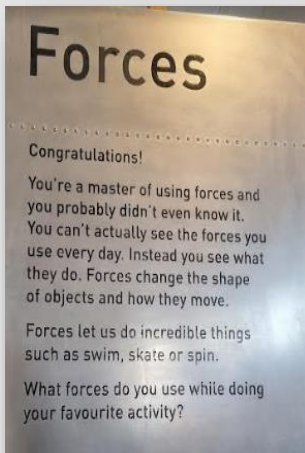 Forces
Congratulations!
You're a master of using forces and
you probably didn't even know it.
You can't actually see the forces you
use every day. Instead you see what
they do. Forces change the shape
of objects and how they move.
Forces let us do incredible things
such as swim, skate or spin.
What forces do you use while doing
your favourite activity?